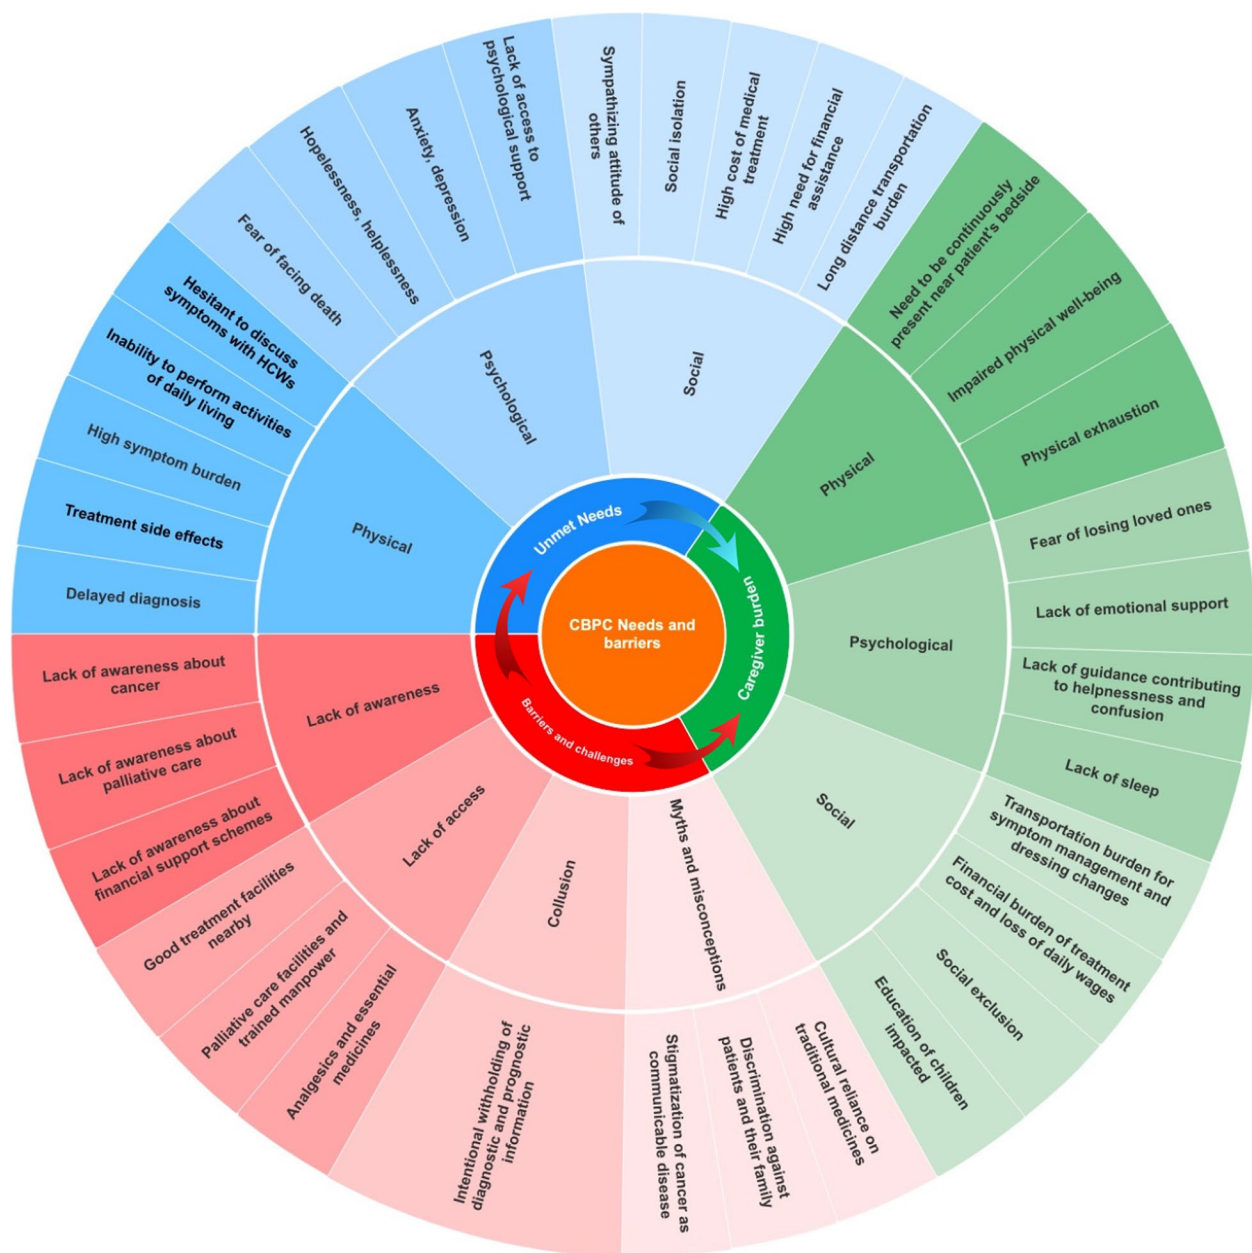 CBPC Needs and
barriers
Unmet Needs
Physical
Delayed diagnosis
Treatment side effects
High symptom burden
Inability to perform activities
of daily living
Hesitant to discuss
symptoms with HCWs
Psychological
Fear of facing death
Hopelessness, helplessness
Anxiety, depression
Lack of access to
psychological support
Social
Sympathizing attitude of
others
Social isolation
High cost of medical
treatment
High need for financial
assistance
Long distance transportation
burden
Caregiver burden
Physical
Need to be continuously
present near patient's bedside
Impaired physical well-being
Physical exhaustion
Psychological
Fear of losing loved ones
Lack of emotional support
Lack of guidance contributing
to helpnessness and
confusion
Lack of sleep
Social
Transportation burden for
symptom management and
dressing changes
Financial burden of treatment
cost and loss of daily wages
Social exclusion
Education of children
impacted
Barriers and challenges
Myths and misconceptions
Cultural reliance on
traditional medicines
Discrimination against
patients and their family
Stigmatization of cancer as
communicable disease
Collusion
Intentional withholding of
diagnostic and prognostic
information
Lack of access
Analgesics and essential
medicines
Palliative care facilities and
trained manpower
Good treatment facilities
nearby
Lack of awareness
Lack of awareness about
financial support schemes
Lack of awareness about
palliative care
Lack of awareness about
cancer